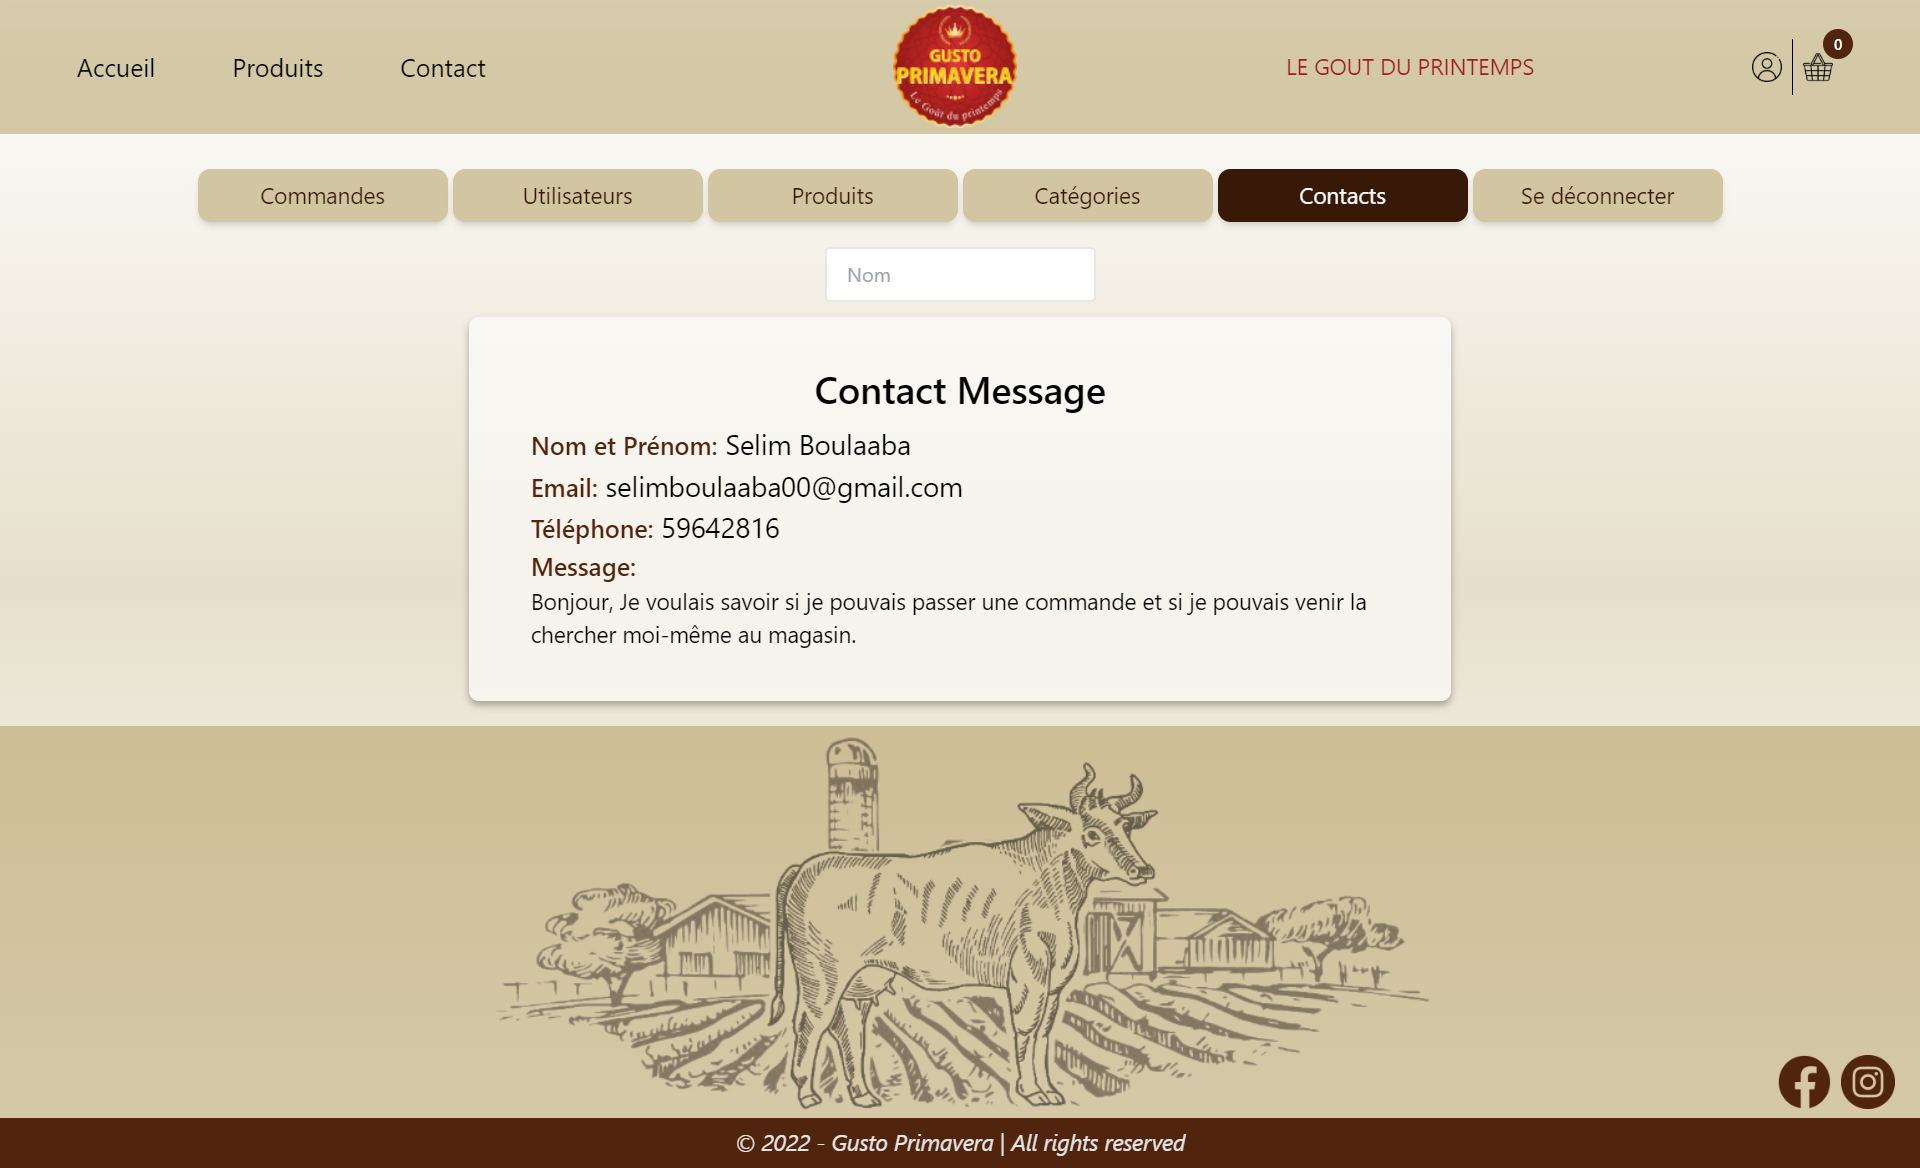 Accueil
Produits
Contact
GUSTO
PRIMAVERA
Le Goût du printemps
LE GOUT DU PRINTEMPS
0
Commandes
Utilisateurs
Produits
Catégories
Contacts
Se déconnecter
Nom
Contact Message
Nom et Prénom: Selim Boulaaba
Email: selimboulaaba00@gmail.com
Téléphone: 59642816
Message:
Bonjour, Je voulais savoir si je pouvais passer une commande et si je pouvais venir la
chercher moi-même au magasin.
© 2022 - Gusto Primavera | All rights reserved